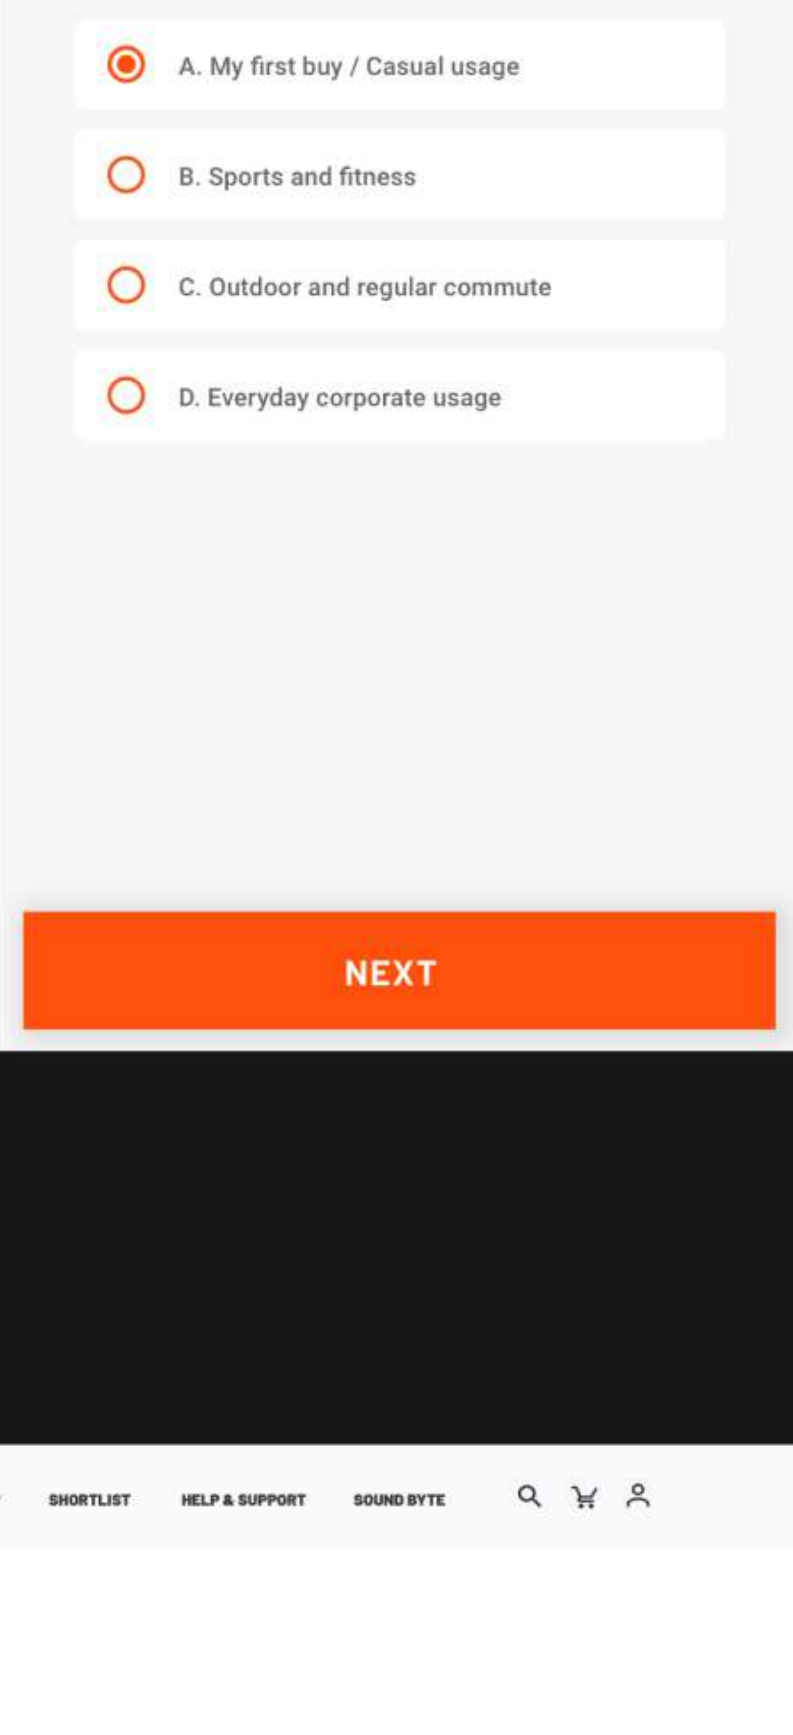 A. My first buy / Casual usage
B. Sports and fitness
C. Outdoor and regular commute
D. Everyday corporate usage
NEXT
SHORTLIST HELP & SUPPORT SOUND BYTE